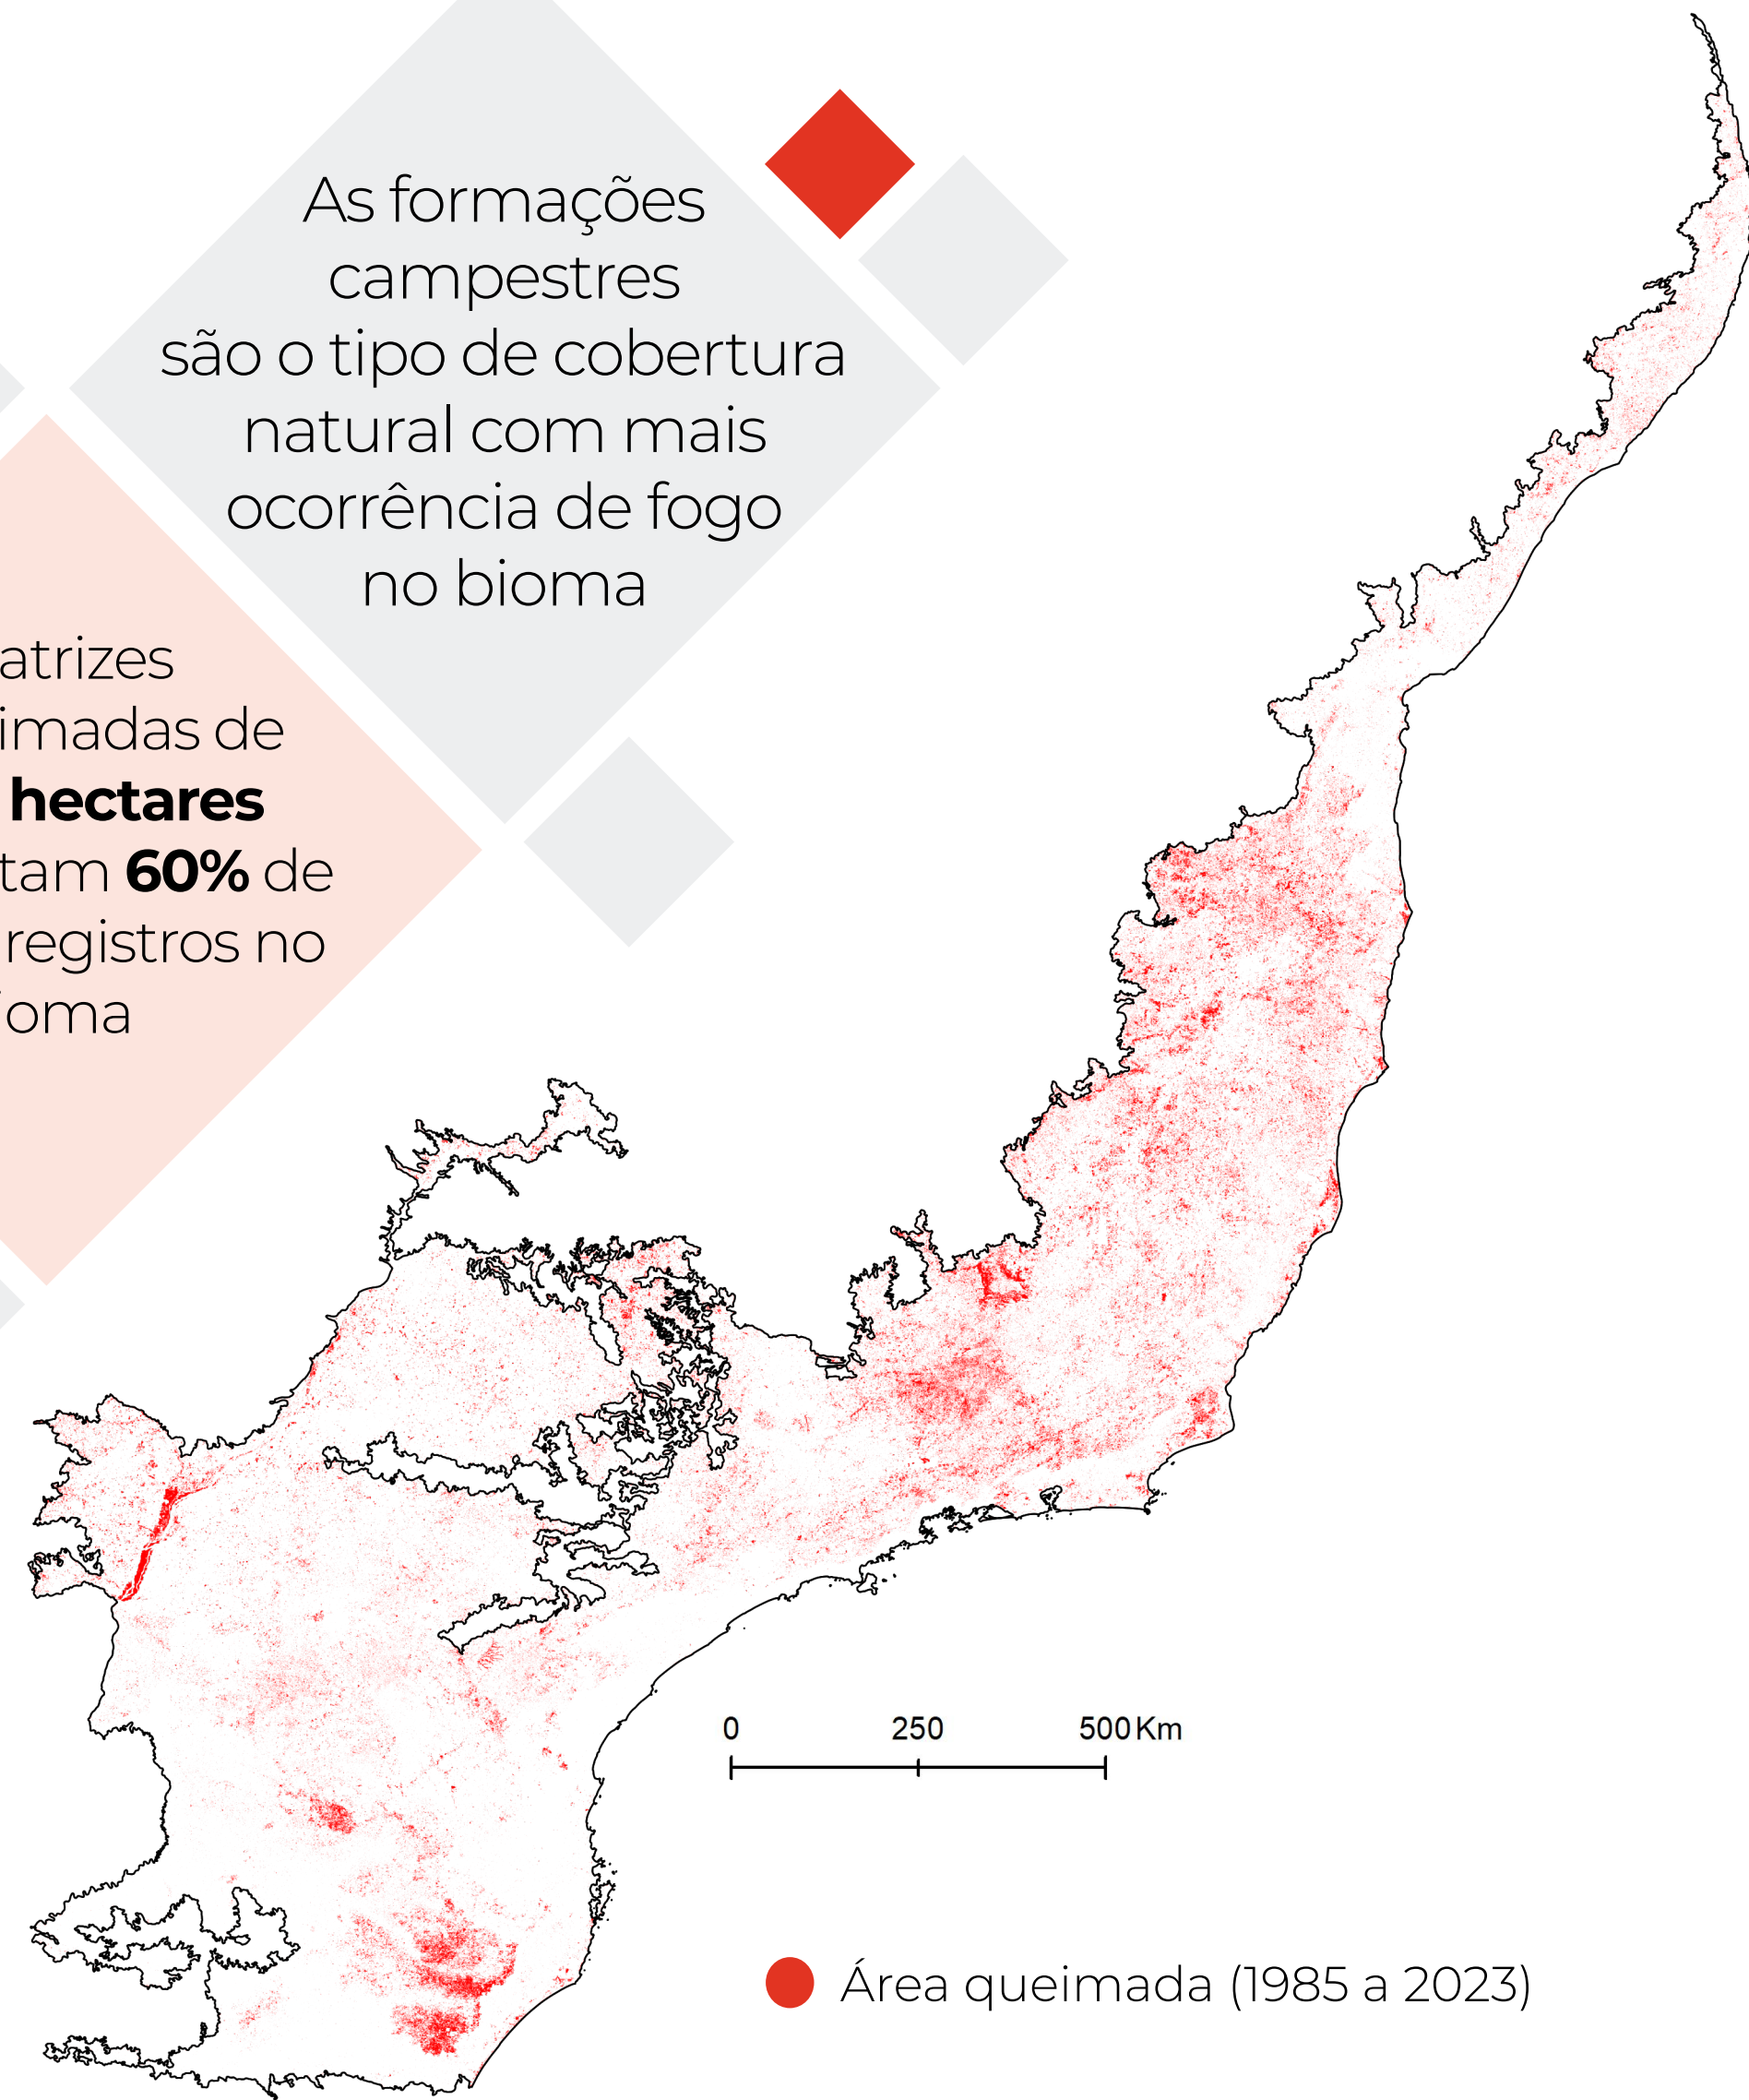 As formações
campestres
são o tipo de cobertura
natural com mais
ocorrência de fogo
no bioma
atrizes
imadas de
hectares
tam 60% de
registros no
ioma
0 250 500 Km
Área queimada (1985 a 2023)